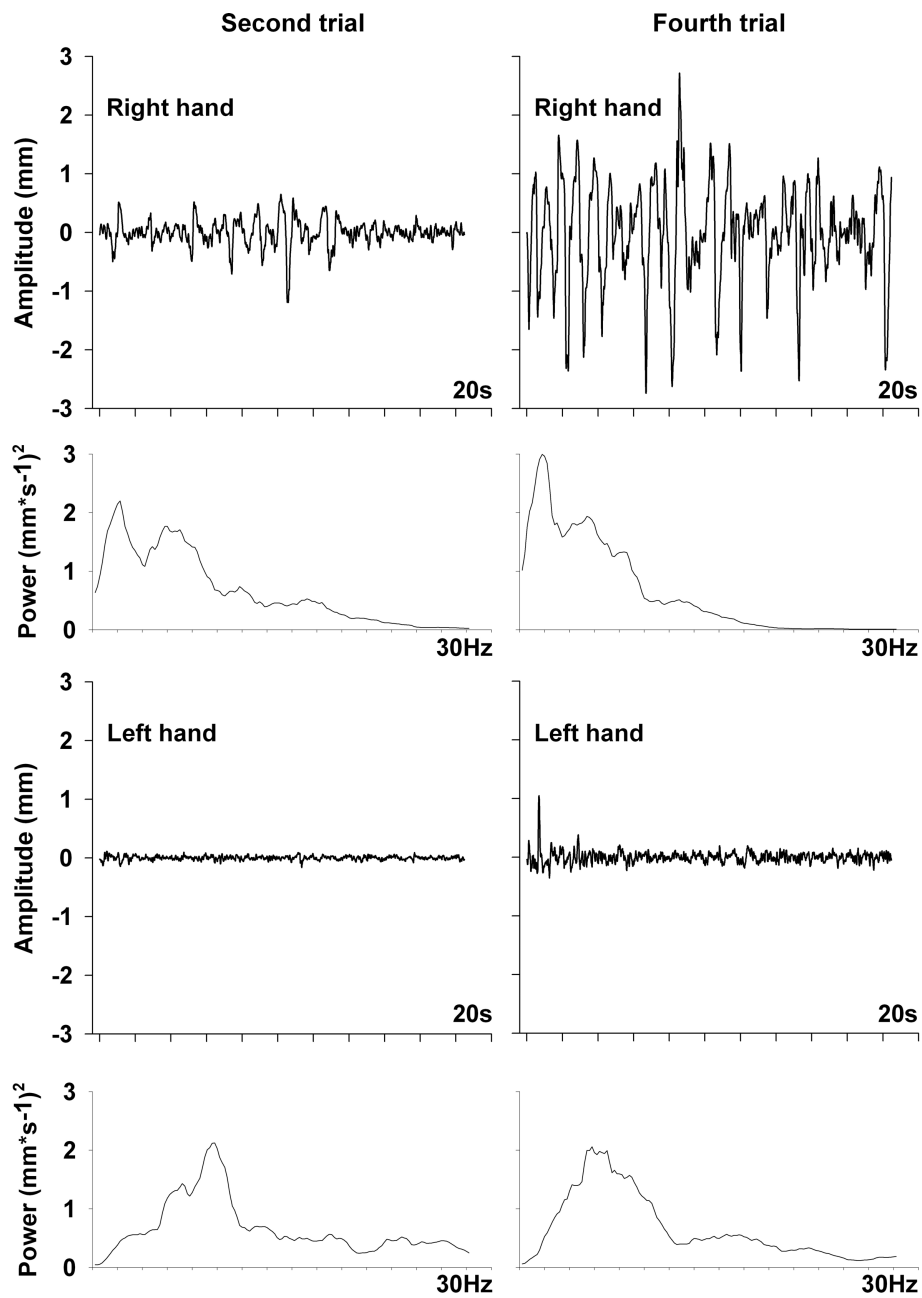 Second trial
Fourth trial
Amplitude (mm)
3
2
1
0
-1
-2
-3
Right hand
20s
Right hand
20s
Power (mm*s-1)²
3
2
1
0
30Hz
30Hz
Amplitude (mm)
3
2
1
0
-1
-2
-3
Left hand
20s
Left hand
20s
Power (mm*s-1)²
3
2
1
0
30Hz
30Hz